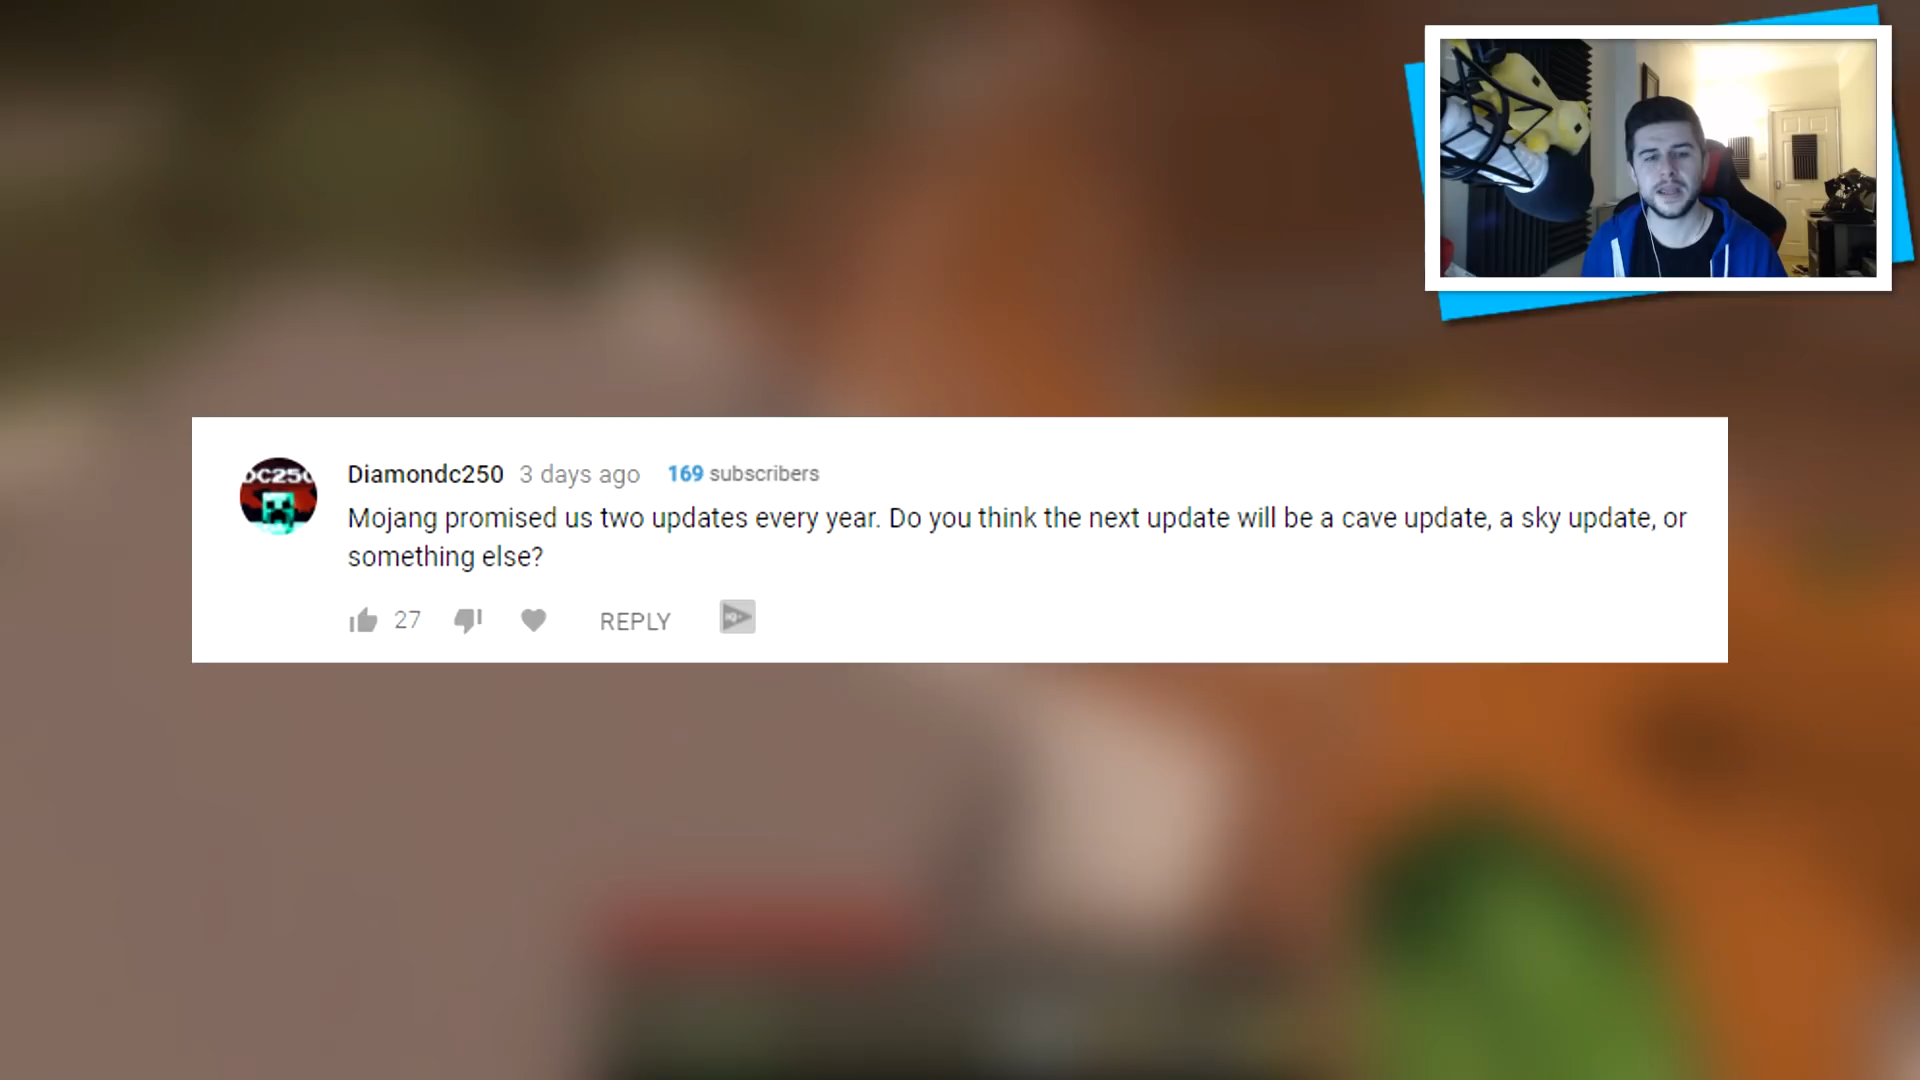 DC250
Diamondc250 3 days ago 169 subscribers
Mojang promised us two updates every year. Do you think the next update will be a cave update, a sky update, or
something else?
27 REPLY